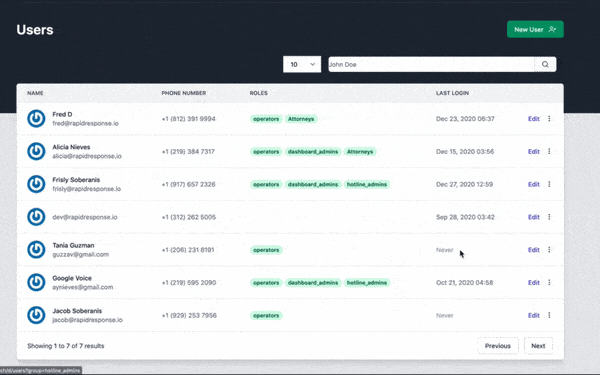 Users
New User
10
John Doe
NAME PHONE NUMBER ROLES LAST LOGIN
Fred D
fred@rapidresponse.io
+1 (812) 391 9994
operators Attorneys
Dec 23, 2020 06:37
Edit
Alicia Nieves
alicia@rapidresponse.io
+1 (219) 384 7317
operators dashboard_admins Attorneys
Dec 15, 2020 03:56
Edit
Frisly Soberanis
frisly@rapidresponse.io
+1 (917) 657 2326
operators dashboard_admins hotline_admins
Dec 27, 2020 12:59
Edit
dev@rapidresponse.io
+1 (312) 262 5005
Sep 28, 2020 03:42
Edit
Tania Guzman
guzzav@gmail.com
+1 (206) 231 8191
operators
Never
Edit
Google Voice
aynieves@gmail.com
+1 (219) 595 2090
operators dashboard_admins hotline_admins
Oct 21, 2020 04:58
Edit
Jacob Soberanis
jacob@rapidresponse.io
+1 (929) 253 7956
operators
Never
Edit
Showing 1 to 7 of 7 results
Previous
Next